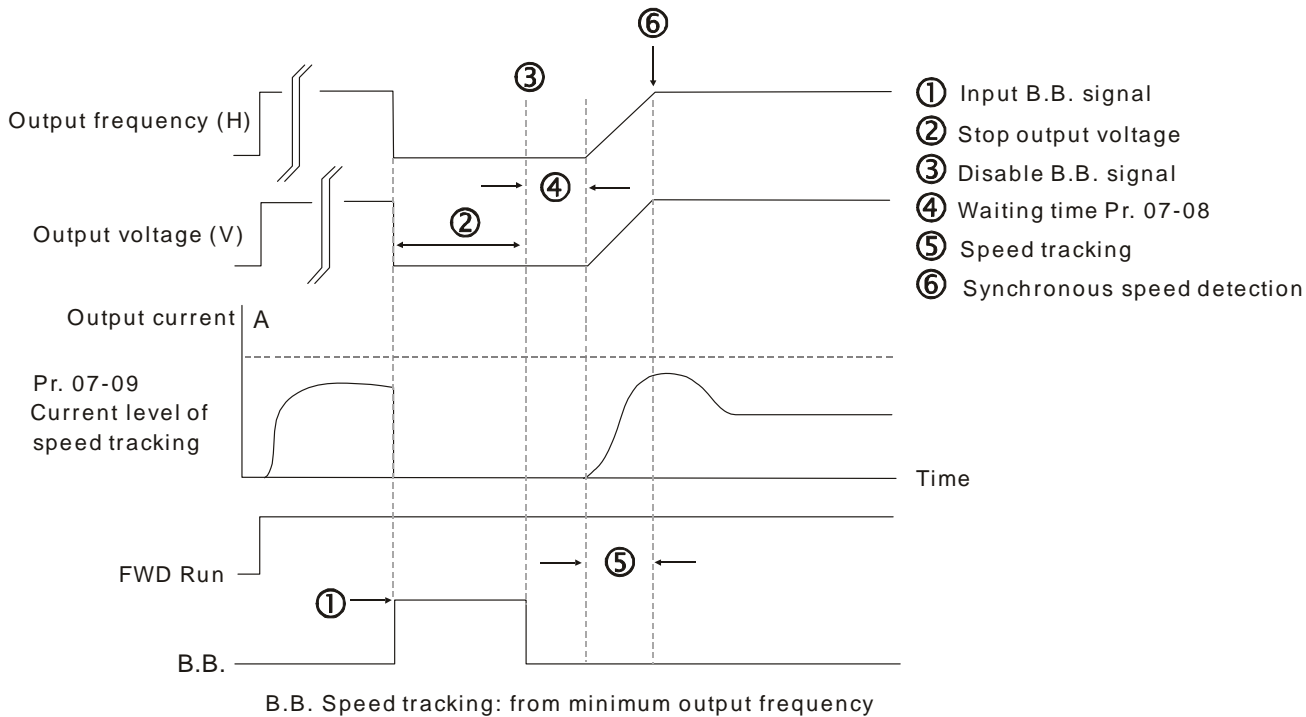 ⑥
③
Output frequency (H)
④
②
Output voltage (V)
① Input B.B. signal
② Stop output voltage
③ Disable B.B. signal
④ Waiting time Pr. 07-08
⑤ Speed tracking
⑥ Synchronous speed detection
Output current
A
Pr. 07-09
Current level of
speed tracking
Time
FWD Run
⑤
①
B.B.
B.B. Speed tracking: from minimum output frequency